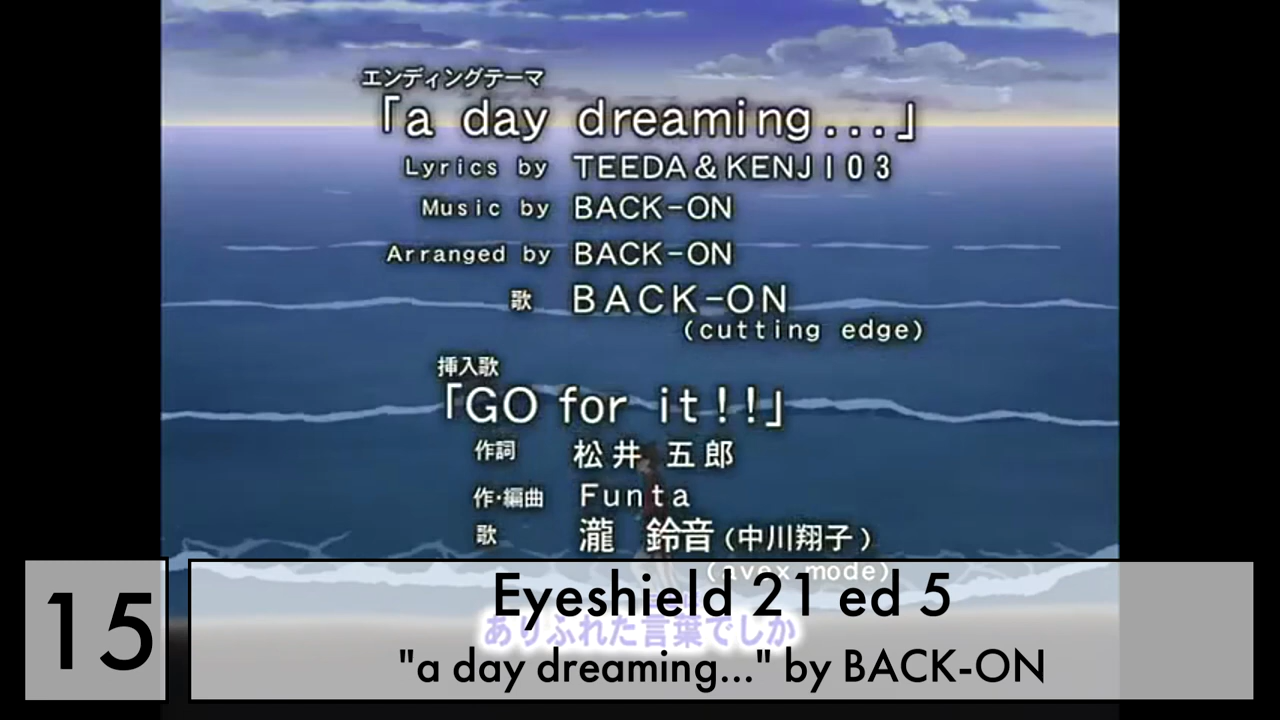 エンディングテーマ
「a day dreaming...」
Lyrics by TEEDA&KENJI03
Music by BACK-ON
Arranged by BACK-ON
歌 BACK-ON
(cutting edge)
挿入歌
「GO for it!!」
作詞 松井 五郎
作・編曲 Funta
歌 瀧 鈴音(中川翔子)
(avex mode)
15
Eyeshield 21 ed 5
ありふれた言葉でしか
"a day dreaming..." by BACK-ON